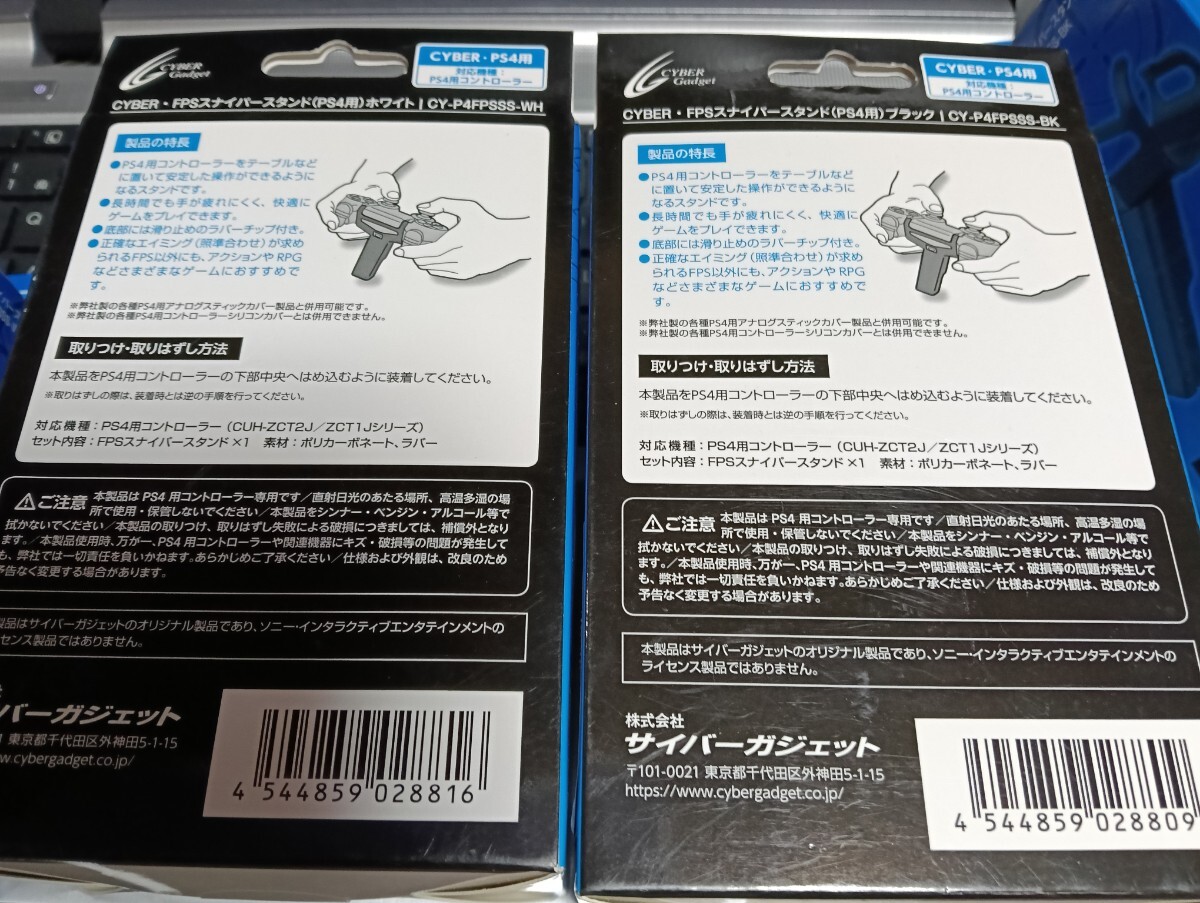 CYBER
Gadget
CYBER・PS4用
対応機種：
PS4用コントローラー
CYBER・FPSスナイパースタンド(PS4用)ホワイト | CY-P4FPSSS-WH
製品の特長
●PS4用コントローラーをテーブルなど
に置いて安定した操作ができるように
なるスタンドです。
●長時間でも手が疲れにくく、快適に
ゲームをプレイできます。
●底部には滑り止めのラバーチップ付き。
●正確なエイミング(照準合わせ)が求め
られるFPS以外にも、アクションやRPG
などさまざまなゲームにおすすめで
す。
※弊社製の各種PS4用アナログスティックカバー製品と併用可能です。
※弊社製の各種PS4用コントローラーシリコンカバーとは併用できません。
取りつけ・取りはずし方法
本製品をPS4用コントローラーの下部中央へはめ込むように装着してください。
※取りはずしの際は、装着時とは逆の手順を行ってください。
対応機種：PS4用コントローラー（CUH-ZCT2J／ZCT1Jシリーズ）
セット内容：FPSスナイパースタンド×1　素材：ポリカーボネート、ラバー
ご注意 本製品は PS4 用コントローラー専用です／直射日光のあたる場所、高温多湿の場
所で使用・保管しないでください／本製品をシンナー・ベンジン・アルコール等で
拭かないでください／本製品の取りつけ、取りはずし失敗による破損につきましては、補償外となり
ます。／本製品使用時、万が一、PS4 用コントローラーや関連機器にキズ・破損等の問題が発生して
も、弊社では一切責任を負いかねます。あらかじめご了承ください／仕様および外観は、改良のため
予告なく変更する場合があります。
製品はサイバーガジェットのオリジナル製品であり、ソニー・インタラクティブエンタテインメントの
センス製品ではありません。
バーガジェット
1 東京都千代田区外神田5-1-15
w.cybergadget.co.jp/
4 544859 028816
CYBER
Gadget
CYBER・PS4用
対応機種：
PS4用コントローラー
CYBER・FPSスナイパースタンド(PS4用)ブラック | CY-P4FPSSS-BK
製品の特長
●PS4用コントローラーをテーブルなど
に置いて安定した操作ができるように
なるスタンドです。
●長時間でも手が疲れにくく、快適に
ゲームをプレイできます。
●底部には滑り止めのラバーチップ付き。
●正確なエイミング(照準合わせ)が求め
られるFPS以外にも、アクションやRPG
などさまざまなゲームにおすすめで
す。
※弊社製の各種PS4用アナログスティックカバー製品と併用可能です。
※弊社製の各種PS4用コントローラーシリコンカバーとは併用できません。
取りつけ・取りはずし方法
本製品をPS4用コントローラーの下部中央へはめ込むように装着してください。
※取りはずしの際は、装着時とは逆の手順を行ってください。
対応機種：PS4用コントローラー（CUH-ZCT2J／ZCT1Jシリーズ）
セット内容：FPSスナイパースタンド×1　素材：ポリカーボネート、ラバー
ご注意 本製品は PS4 用コントローラー専用です／直射日光のあたる場所、高温多湿の場
所で使用・保管しないでください／本製品をシンナー・ベンジン・アルコール等で
拭かないでください／本製品の取りつけ、取りはずし失敗による破損につきましては、補償外となり
ます。／本製品使用時、万が一、PS4 用コントローラーや関連機器にキズ・破損等の問題が発生して
も、弊社では一切責任を負いかねます。あらかじめご了承ください／仕様および外観は、改良のため
予告なく変更する場合があります。
本製品はサイバーガジェットのオリジナル製品であり、ソニー・インタラクティブエンタテインメントの
ライセンス製品ではありません。
株式会社
サイバーガジェット
〒101-0021 東京都千代田区外神田5-1-15
https://www.cybergadget.co.jp/
4 544859 028809